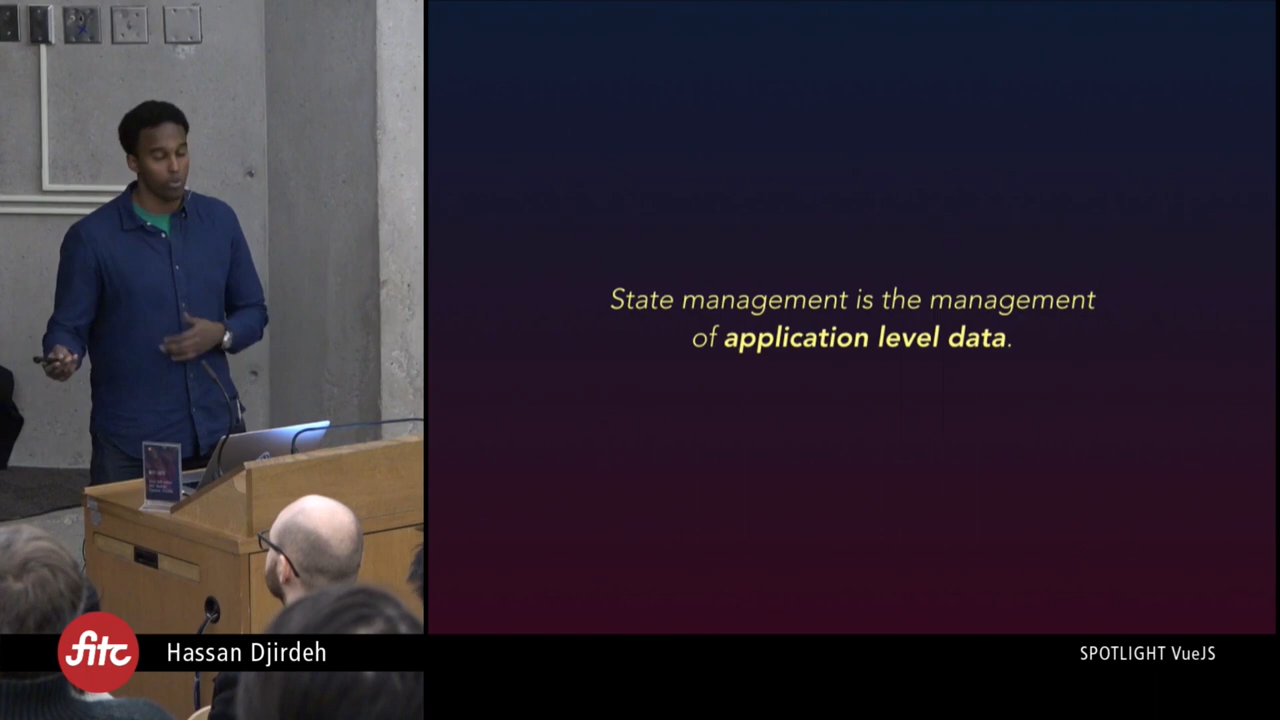 State management is the management
of application level data.
fitc
Hassan Djirdeh
SPOTLIGHT VueJS